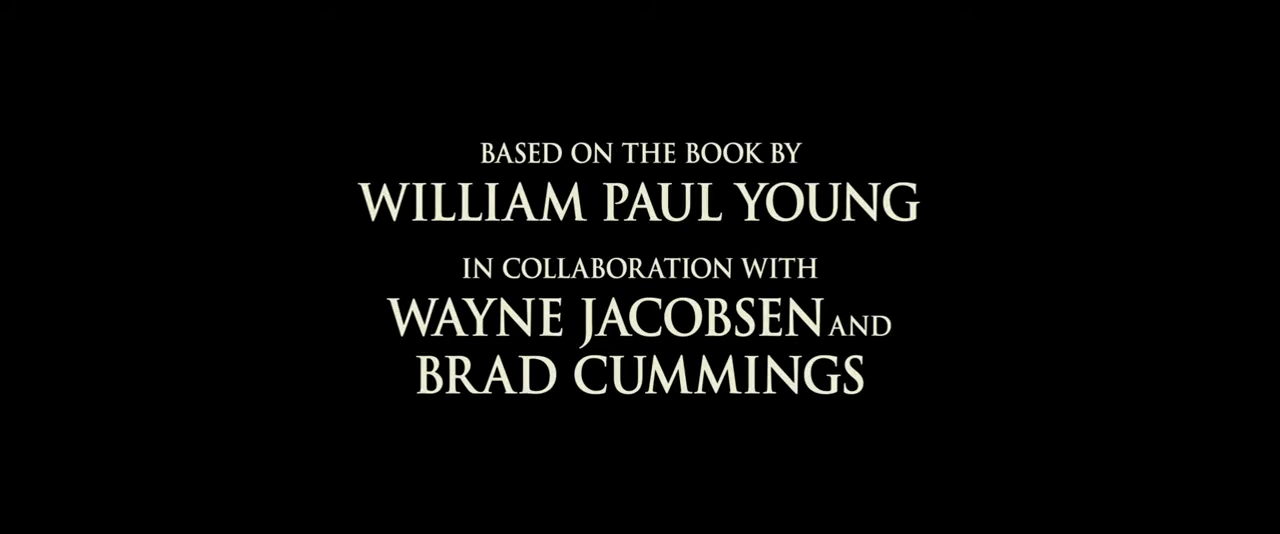 BASED ON THE BOOK BY
WILLIAM PAUL YOUNG
IN COLLABORATION WITH
WAYNE JACOBSEN AND
BRAD CUMMINGS